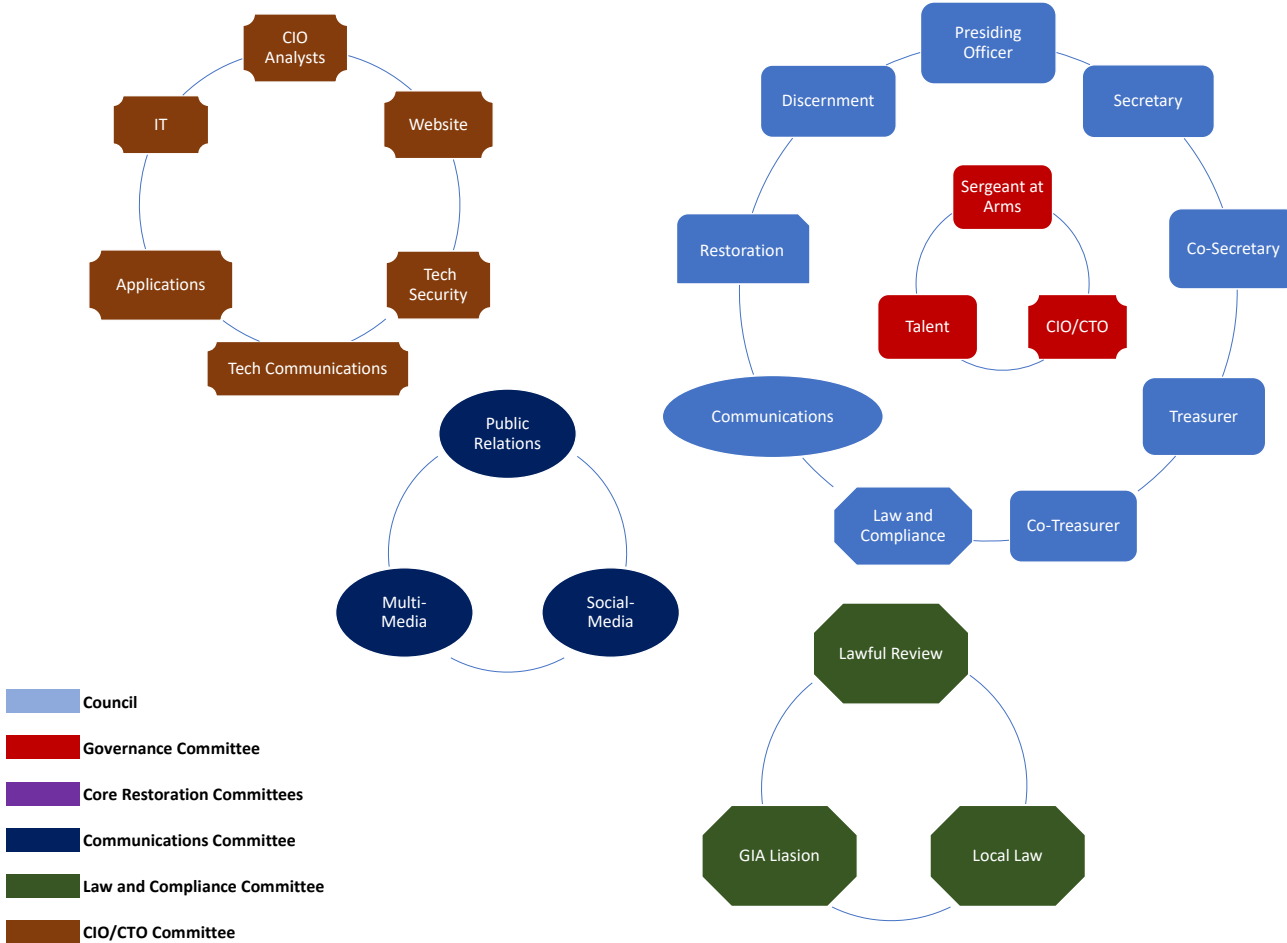 CIO
Analysts
IT
Website
Applications
Tech
Security
Tech Communications
Presiding
Officer
Discernment
Secretary
Sergeant at
Arms
Restoration
Co-Secretary
Talent
CIO/CTO
Communications
Treasurer
Law and
Compliance
Co-Treasurer
Public
Relations
Multi-
Media
Social-
Media
Lawful Review
GIA Liasion
Local Law
Council
Governance Committee
Core Restoration Committees
Communications Committee
Law and Compliance Committee
CIO/CTO Committee